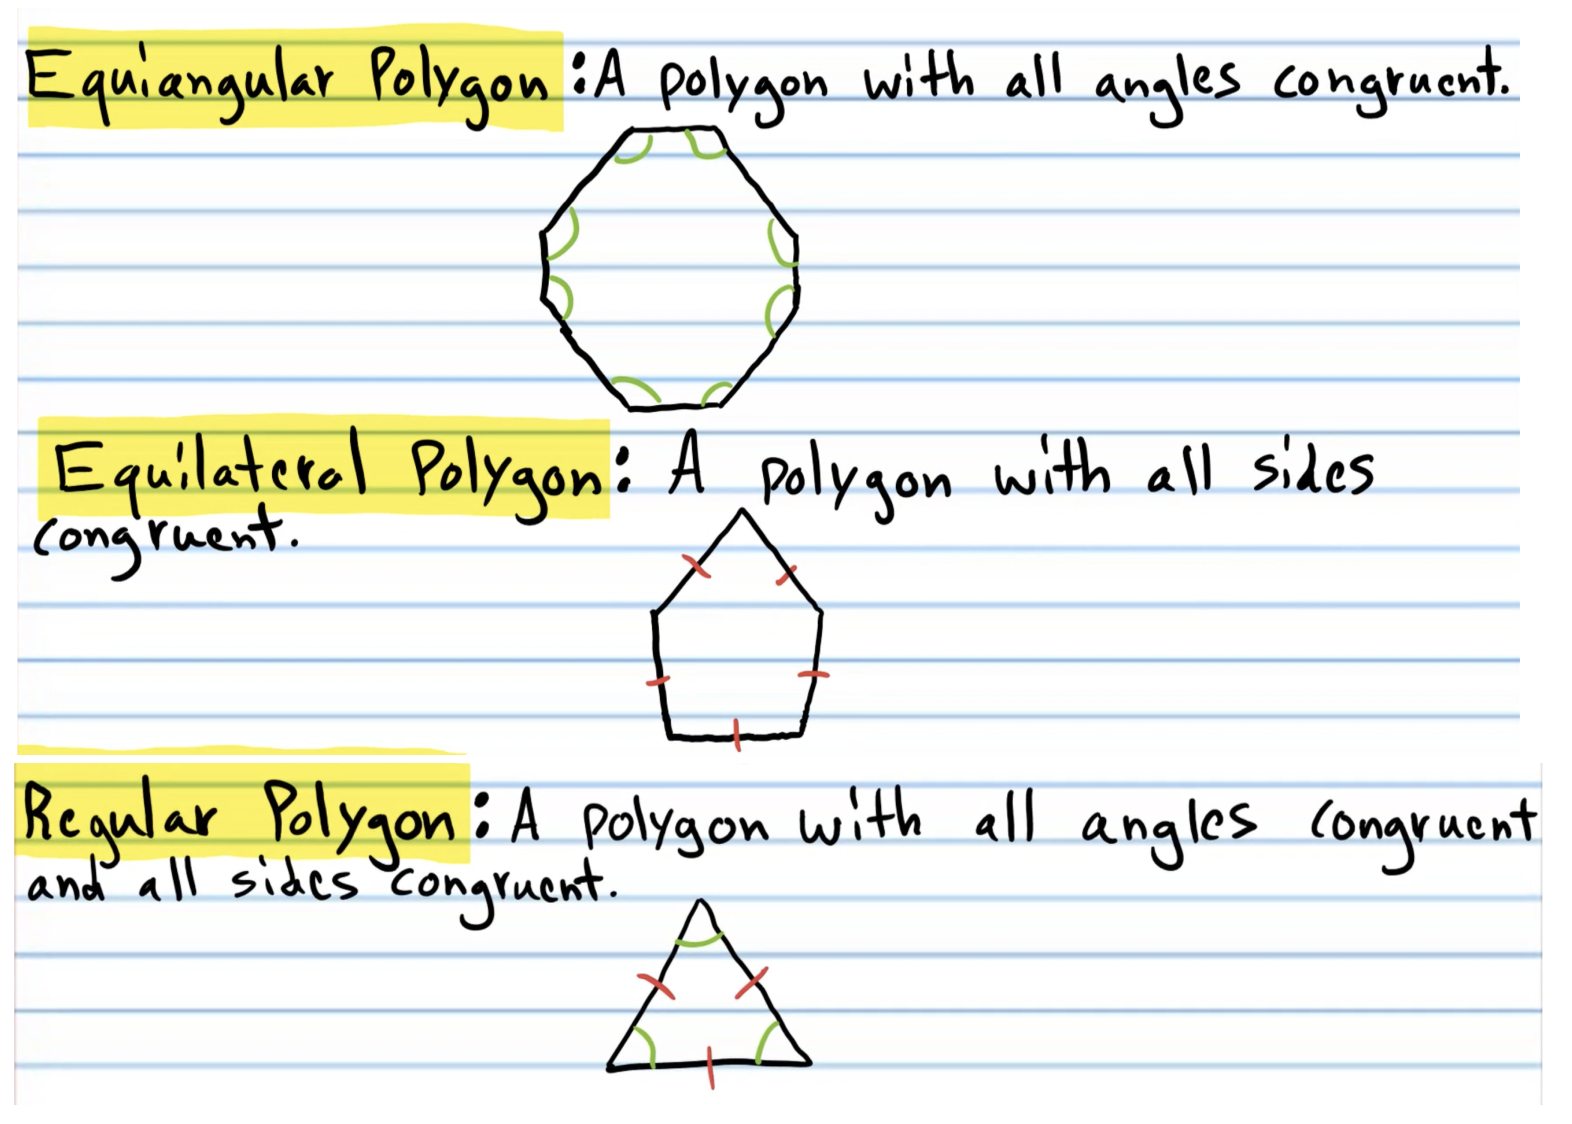 Equiangular Polygon: A polygon with all angles congruent.
Equilateral Polygon: A polygon with all sides
congruent.
Regular Polygon: A polygon with all angles congruent
and all sides congruent.